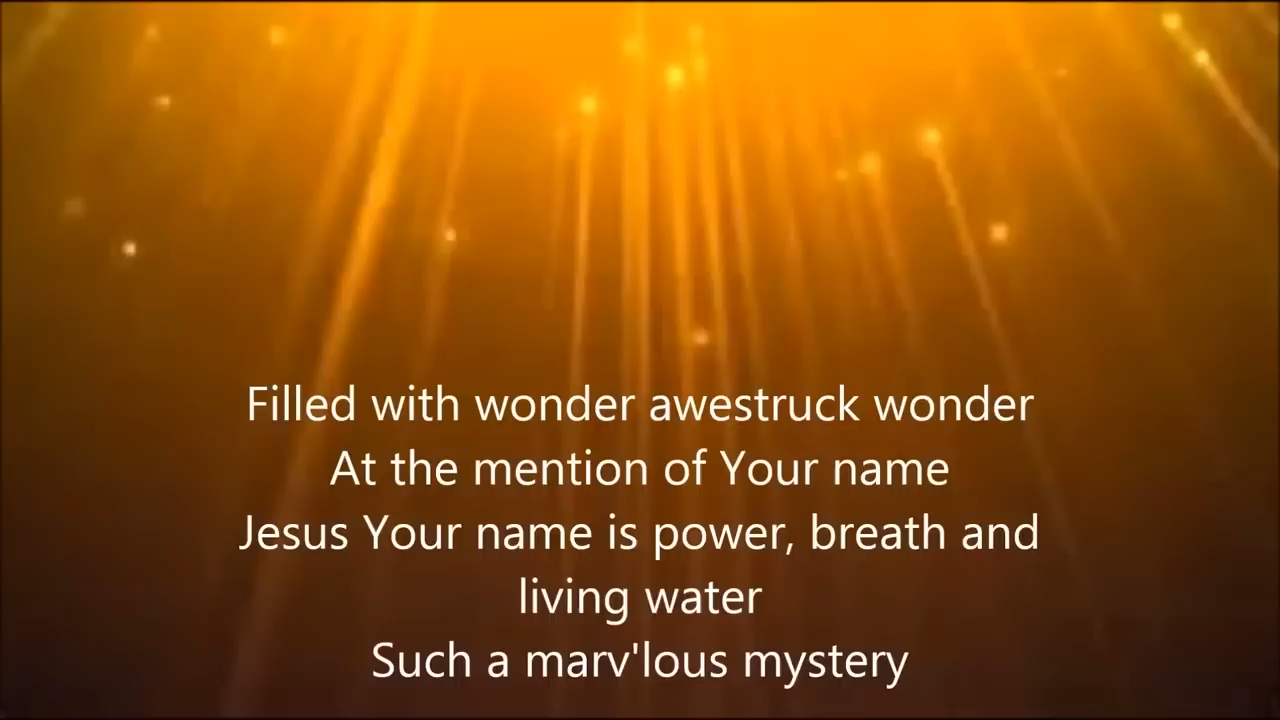 Filled with wonder awestruck wonder
At the mention of Your name
Jesus Your name is power, breath and
living water
Such a marv'lous mystery